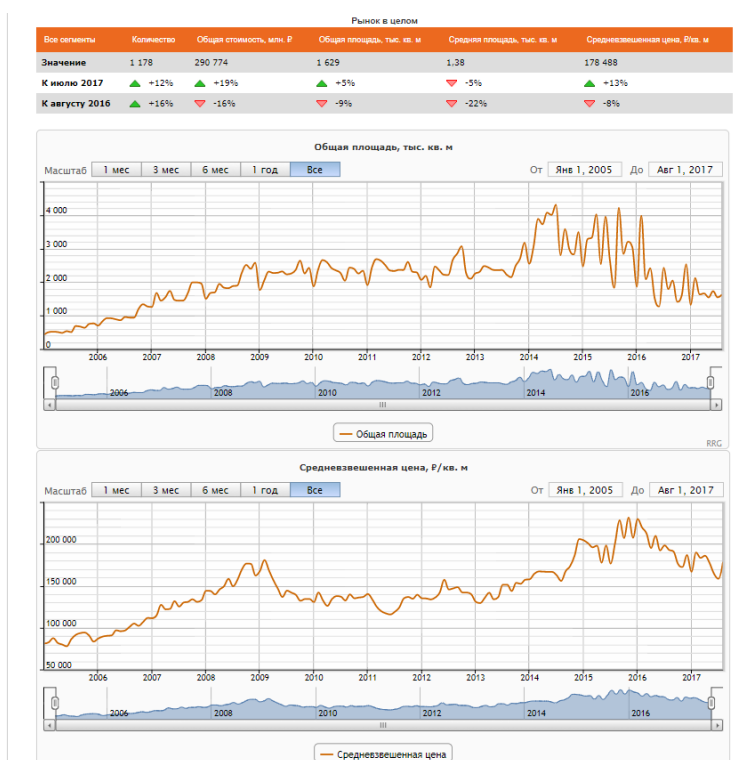 Рынок в целом
Все сегменты Количество Общая стоимость, млн. ₽ Общая площадь, тыс. кв. м Средняя площадь, тыс. кв. м Средневзвешенная цена, ₽/кв. м
Значение 1 178 290 774 1 629 1,38 178 488
К июлю 2017 +12% +19% +5% -5% +13%
К августу 2016 +16% -16% -9% -22% -8%
Общая площадь, тыс. кв. м
Масштаб 1 мес 3 мес 6 мес 1 год Все От Янв 1, 2005 До Авг 1, 2017
4 000
3 000
2 000
1 000
0
2006 2007 2008 2009 2010 2011 2012 2013 2014 2015 2016 2017
2006 2008 2010 2012 2014 2016
Общая площадь
RRG
Средневзвешенная цена, ₽/кв. м
Масштаб 1 мес 3 мес 6 мес 1 год Все От Янв 1, 2005 До Авг 1, 2017
200 000
150 000
100 000
50 000
2006 2007 2008 2009 2010 2011 2012 2013 2014 2015 2016 2017
2006 2008 2010 2012 2014 2016
Средневзвешенная цена